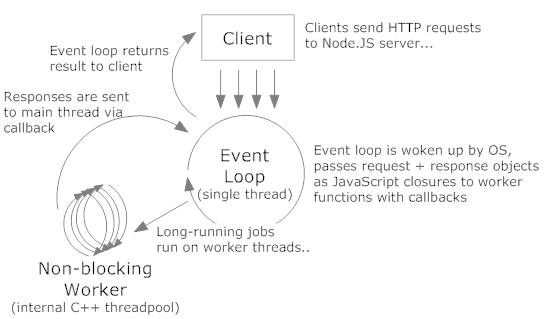 Client
Clients send HTTP requests
to Node.JS server...
Event loop returns
result to client
Responses are sent
to main thread via
callback
Event
Loop
(single thread)
Event loop is woken up by OS,
passes request + response objects
as JavaScript closures to worker
functions with callbacks
Long-running jobs
run on worker threads..
Non-blocking
Worker
(internal C++ threadpool)